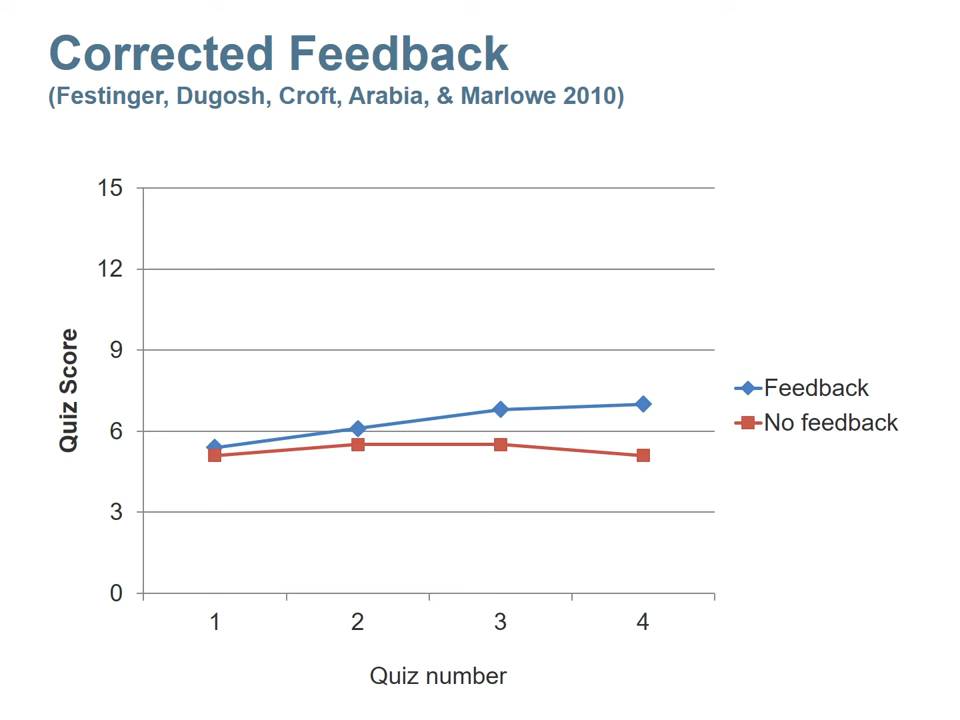 Corrected Feedback
(Festinger, Dugosh, Croft, Arabia, & Marlowe 2010)
15
12
9
6
3
0
Quiz Score
1 2 3 4
Quiz number
Feedback
No feedback